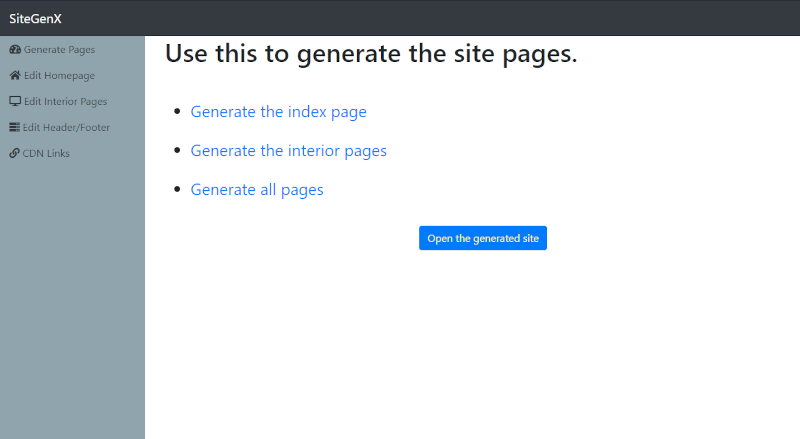 SiteGenX
Generate Pages
Edit Homepage
Edit Interior Pages
Edit Header/Footer
CDN Links
Use this to generate the site pages.
Generate the index page
Generate the interior pages
Generate all pages
Open the generated site